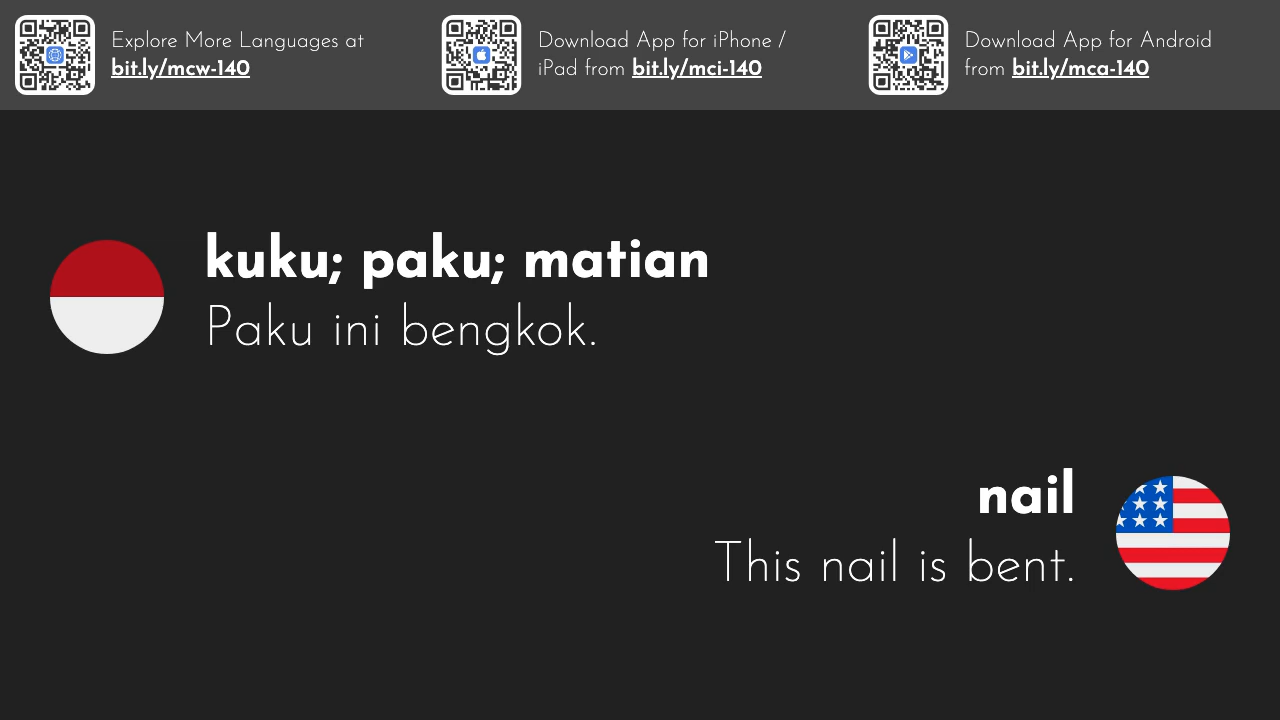 Explore More Languages at
bit.ly/mcw-140
Download App for iPhone /
iPad from bit.ly/mci-140
Download App for Android
from bit.ly/mca-140
kuku; paku; matian
Paku ini bengkok.
nail
This nail is bent.